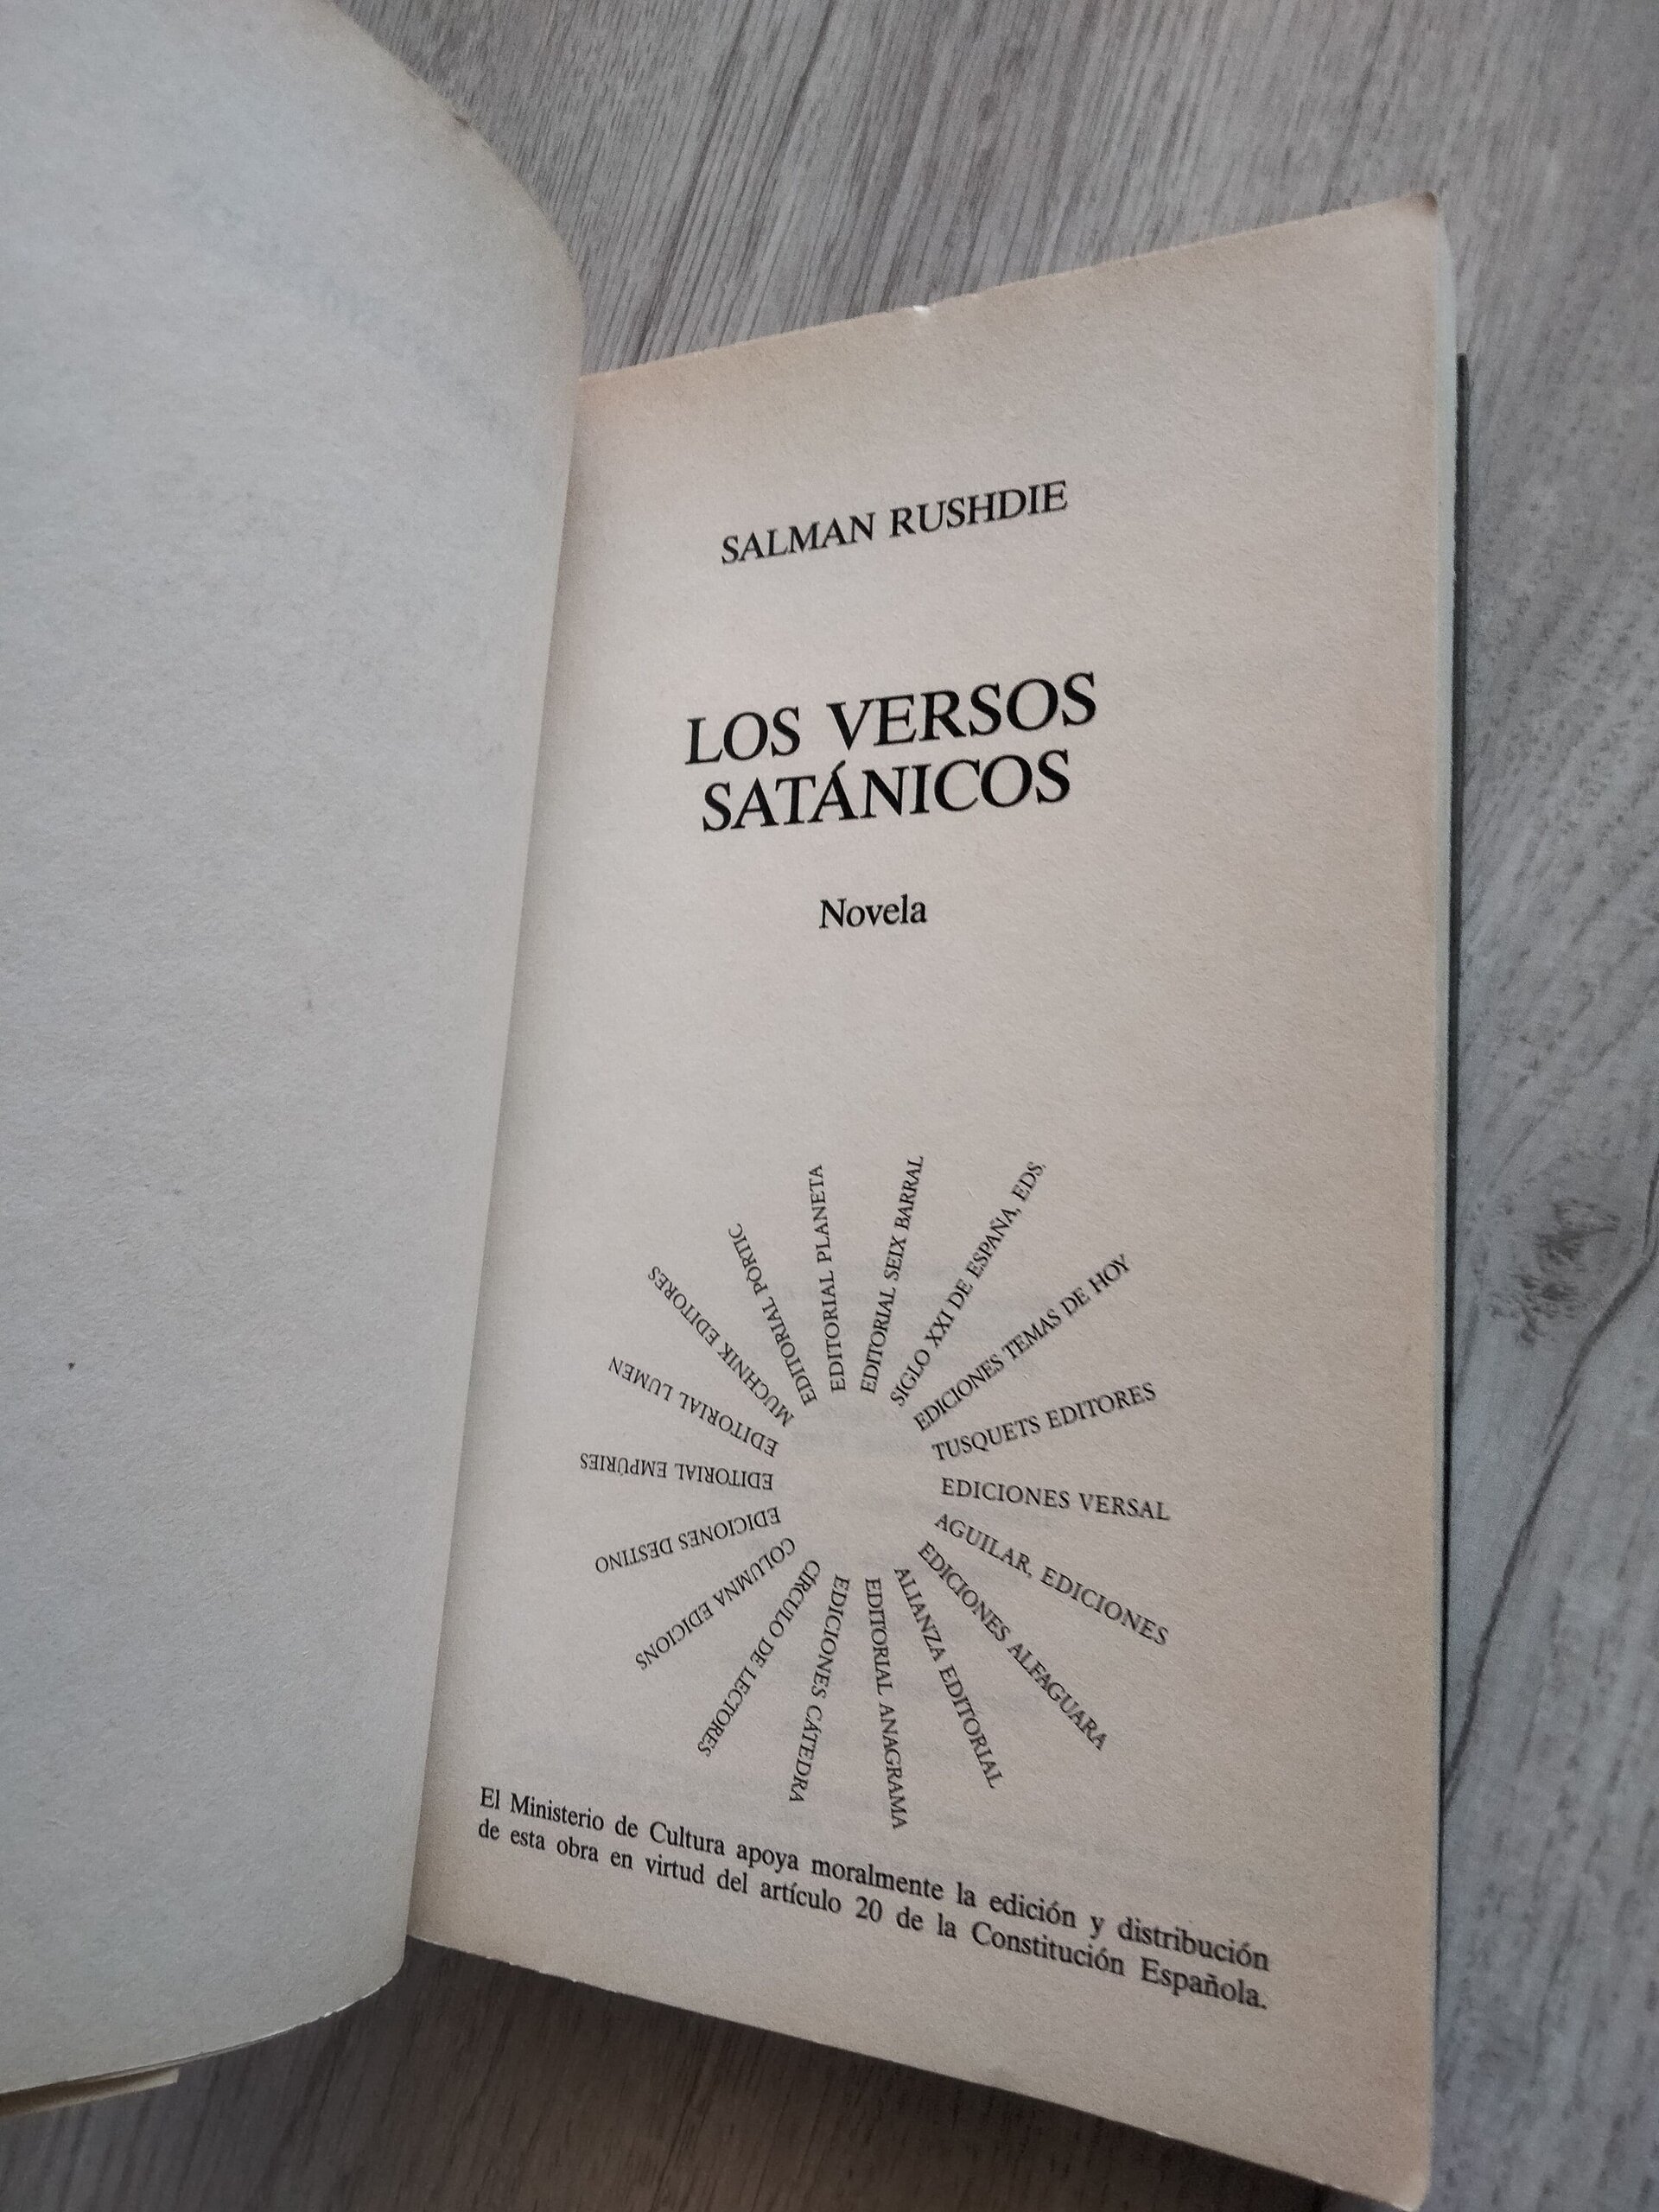 SALMAN RUSHDIE
LOS VERSOS
SATÁNICOS
Novela
EDITORIAL PLANETA
EDITORIAL SEIX BARRAL
SIGLO XXI DE ESPAÑA, EDS.
EDICIONES TEMAS DE HOY
TUSQUETS EDITORES
EDICIONES VERSAL
AGUILAR, EDICIONES
EDICIONES ALFAGUARA
ALIANZA EDITORIAL
EDITORIAL ANAGRAMA
EDICIONES CÁTEDRA
CÍRCULO DE LECTORES
COLUMNA EDICIONS
EDICIONES DESTINO
EDITORIAL EMPÚRIES
EDITORIAL LUMEN
MUCHNIK EDITORES
EDITORIAL PÒRTIC
El Ministerio de Cultura apoya moralmente la edición y distribución
de esta obra en virtud del artículo 20 de la Constitución Española.